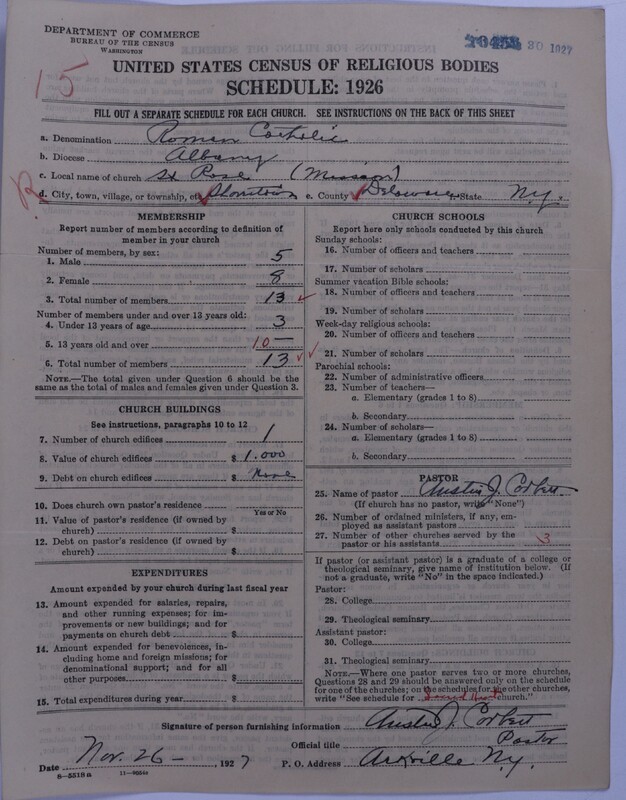 DEPARTMENT OF COMMERCE
BUREAU OF THE CENSUS
WASHINGTON
30 1927
15
UNITED STATES CENSUS OF RELIGIOUS BODIES
SCHEDULE: 1926
FILL OUT A SEPARATE SCHEDULE FOR EACH CHURCH. SEE INSTRUCTIONS ON THE BACK OF THIS SHEET
a. Denomination Roman Catholic
b. Diocese Albany
c. Local name of church St Rose (Mission)
R
d. City, town, village, or township, etc. e. County Delaware State N.Y.
MEMBERSHIP
Report number of members according to definition of
member in your church
Number of members, by sex:
1. Male 5
2. Female 8
3. Total number of members 13
Number of members under and over 13 years old:
4. Under 13 years of age 3
5. 13 years old and over 10
6. Total number of members 13
NOTE.—The total given under Question 6 should be
same as the total of males and females given under Question 3.
CHURCH BUILDINGS
See instructions, paragraphs 10 to 12
7. Number of church edifices 1
8. Value of church edifices $ 1.000
9. Debt on church edifices $ None
10. Does church own pastor's residence
Yes or No
11. Value of pastor's residence (if owned by
church) $
12. Debt on pastor's residence (if owned by
church) $
EXPENDITURES
Amount expended by your church during last fiscal year
13. Amount expended for salaries, repairs,
and other running expenses; for im-
provements or new buildings; and for
payments on church debt $
14. Amount expended for benevolences, in-
cluding home and foreign missions; for
denominational support; and for all
other purposes $
15. Total expenditures during year $
CHURCH SCHOOLS
Report here only schools conducted by this church
Sunday schools:
16. Number of officers and teachers
17. Number of scholars
Summer vacation Bible schools:
18. Number of officers and teachers
19. Number of scholars
Week-day religious schools:
20. Number of officers and teachers
21. Number of scholars
Parochial schools:
22. Number of administrative officers
23. Number of teachers—
a. Elementary (grades 1 to 8)
b. Secondary
24. Number of scholars—
a. Elementary (grades 1 to 8)
b. Secondary
PASTOR
25. Name of pastor Austin J. Corbett
(If church has no pastor, write "None")
26. Number of ordained ministers, if any, em-
ployed as assistant pastors
27. Number of other churches served by the
pastor or his assistants 3
If pastor (or assistant pastor) is a graduate of a college or
theological seminary, give name of institution below. (If
not a graduate, write "No" in the space indicated.)
Pastor:
28. College
29. Theological seminary
Assistant pastor:
30. College
31. Theological seminary
NOTE.—Where one pastor serves two or more churches,
Questions 28 and 29 should be answered only on the schedule
for one of the churches; on the schedules for the other churches,
write "See schedule for Sacred Heart church."
Signature of person furnishing information Austin J. Corbett
Official title Pastor
Date Nov. 26 — , 1927 P. O. Address Arkville N.Y.
8—5519a